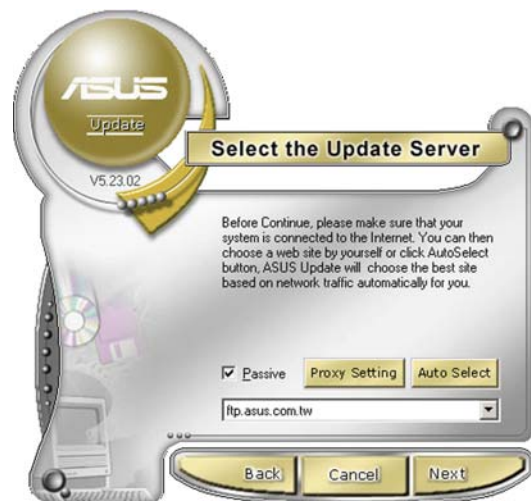 ASUS
Update
V5.23.02
Select the Update Server
Before Continue, please make sure that your
system is connected to the Internet. You can then
choose a web site by yourself or click AutoSelect
button, ASUS Update will choose the best site
based on network traffic automatically for you.
Passive
Proxy Setting
Auto Select
ftp.asus.com.tw
Back
Cancel
Next